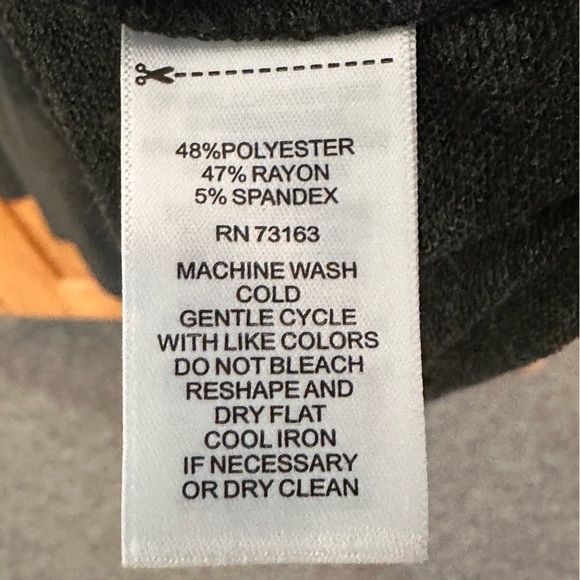 48%POLYESTER
47% RAYON
5% SPANDEX
RN 73163
MACHINE WASH
COLD
GENTLE CYCLE
WITH LIKE COLORS
DO NOT BLEACH
RESHAPE AND
DRY FLAT
COOL IRON
IF NECESSARY
OR DRY CLEAN